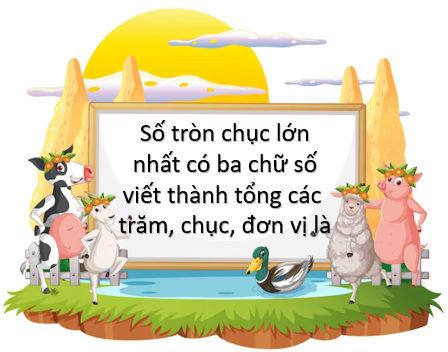 Số tròn chục lớn
nhất có ba chữ số
viết thành tổng các
trăm, chục, đơn vị là